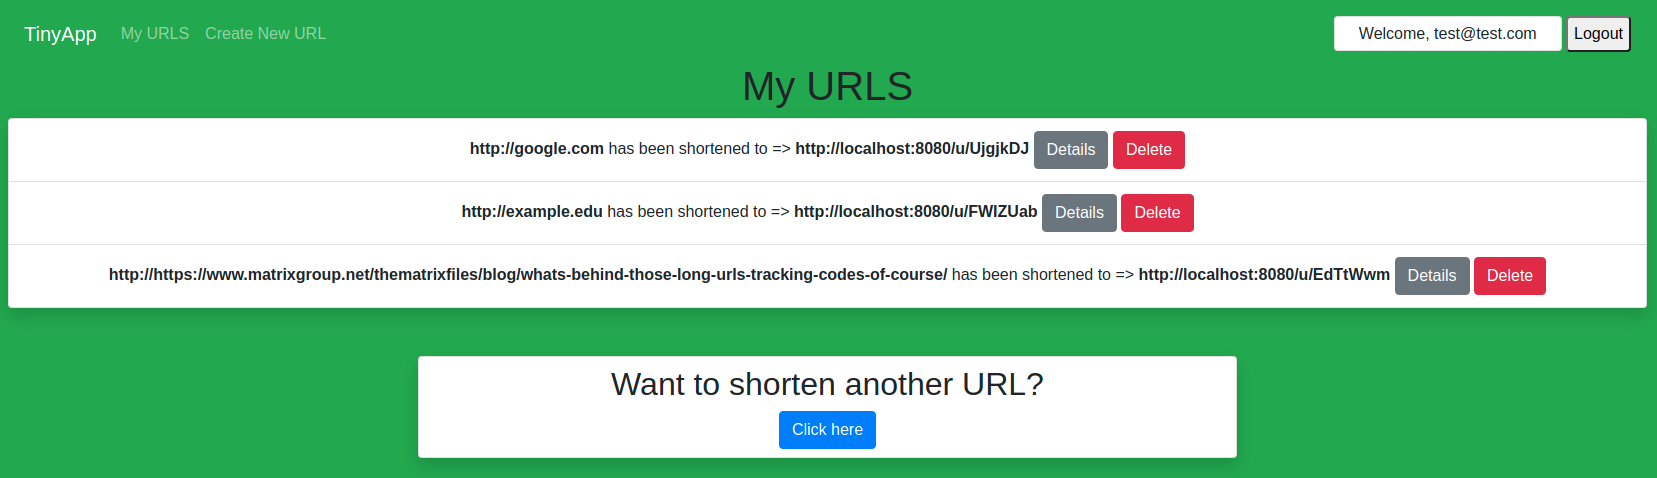 TinyApp My URLS Create New URL Welcome, test@test.com Logout
My URLS
http://google.com has been shortened to => http://localhost:8080/u/UjgjkDJ Details Delete
http://example.edu has been shortened to => http://localhost:8080/u/FWIZUab Details Delete
http://https://www.matrixgroup.net/thematrixfiles/blog/whats-behind-those-long-urls-tracking-codes-of-course/ has been shortened to => http://localhost:8080/u/EdTtWwm Details Delete
Want to shorten another URL?
Click here